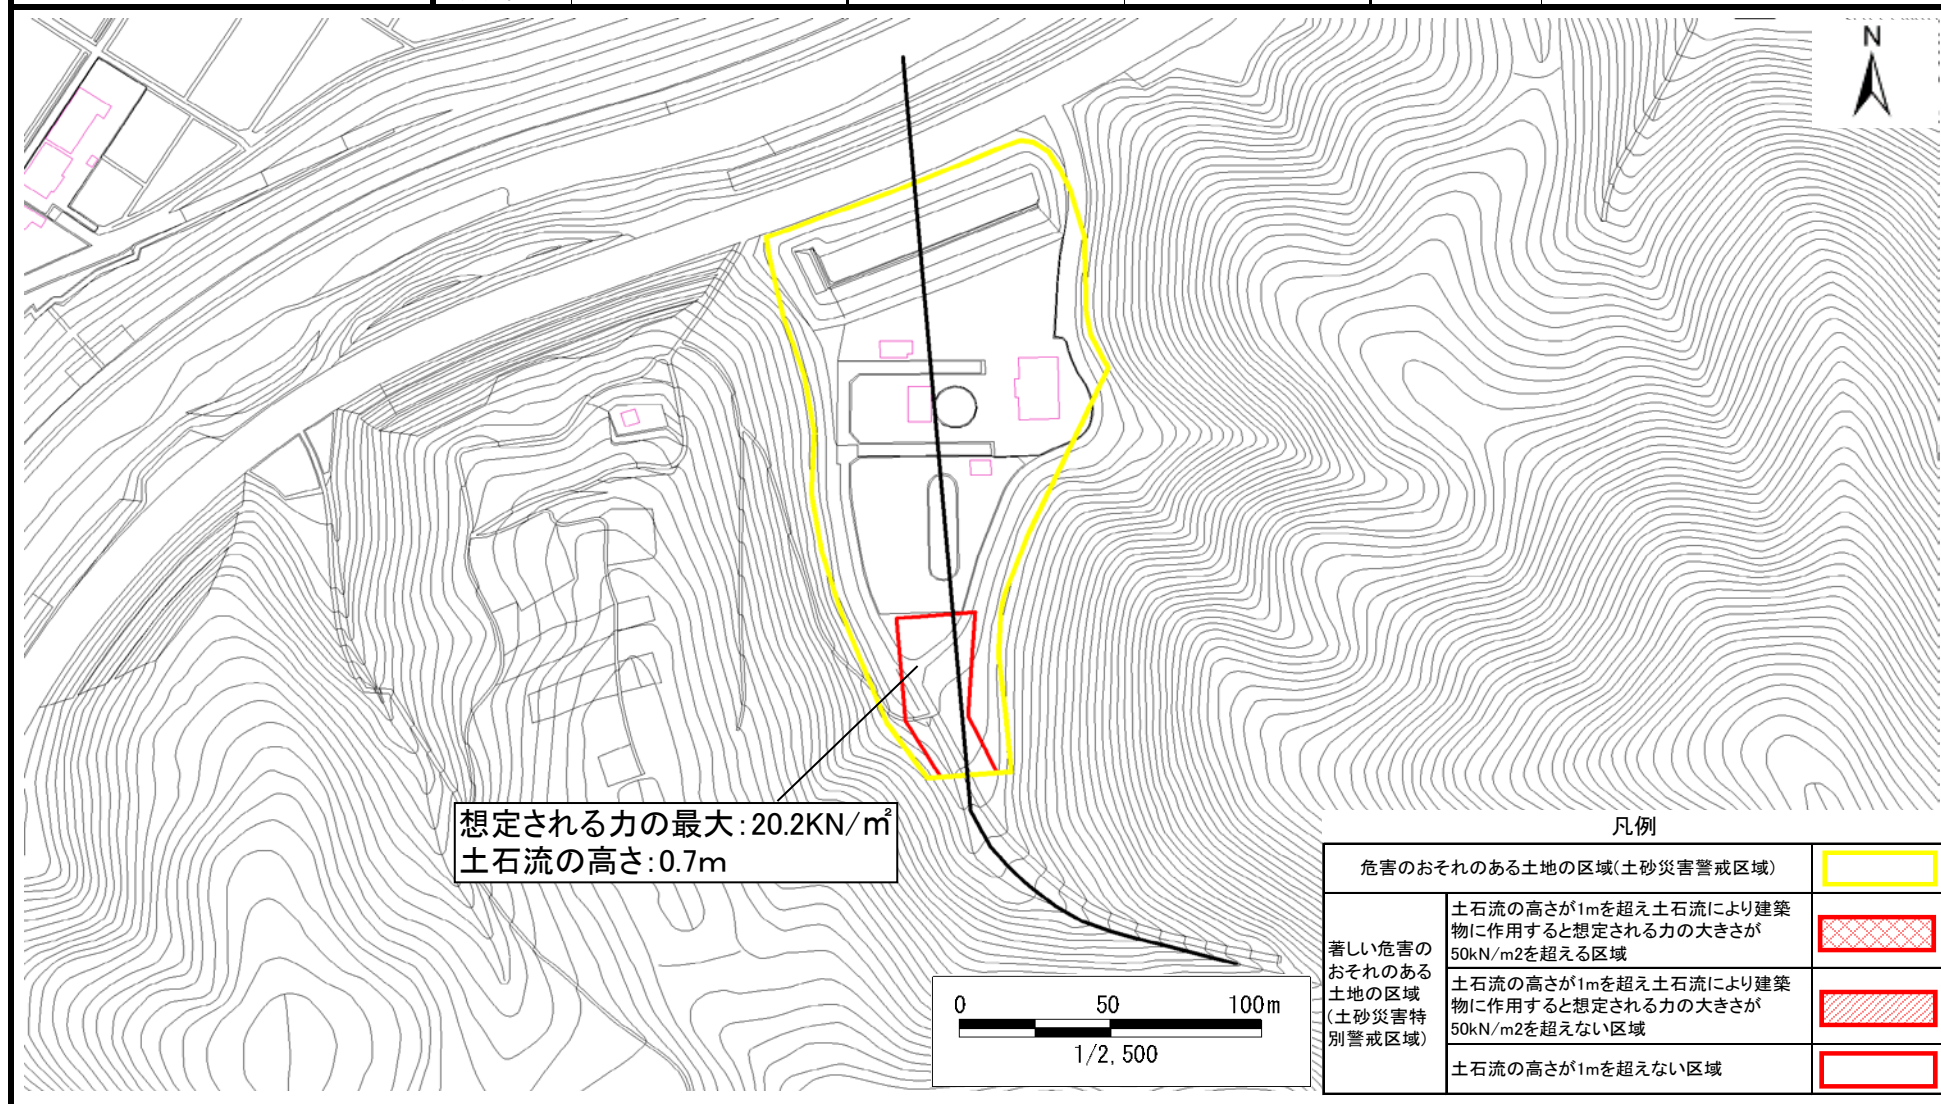 N
想定される力の最大:20.2KN/㎡
土石流の高さ:0.7m
0 50 100m
1/2,500
凡例
危害のおそれのある土地の区域(土砂災害警戒区域)
著しい危害の
おそれのある
土地の区域
(土砂災害特
別警戒区域)
土石流の高さが1mを超え土石流により建築
物に作用すると想定される力の大きさが
50kN/m2を超える区域
土石流の高さが1mを超え土石流により建築
物に作用すると想定される力の大きさが
50kN/m2を超えない区域
土石流の高さが1mを超えない区域